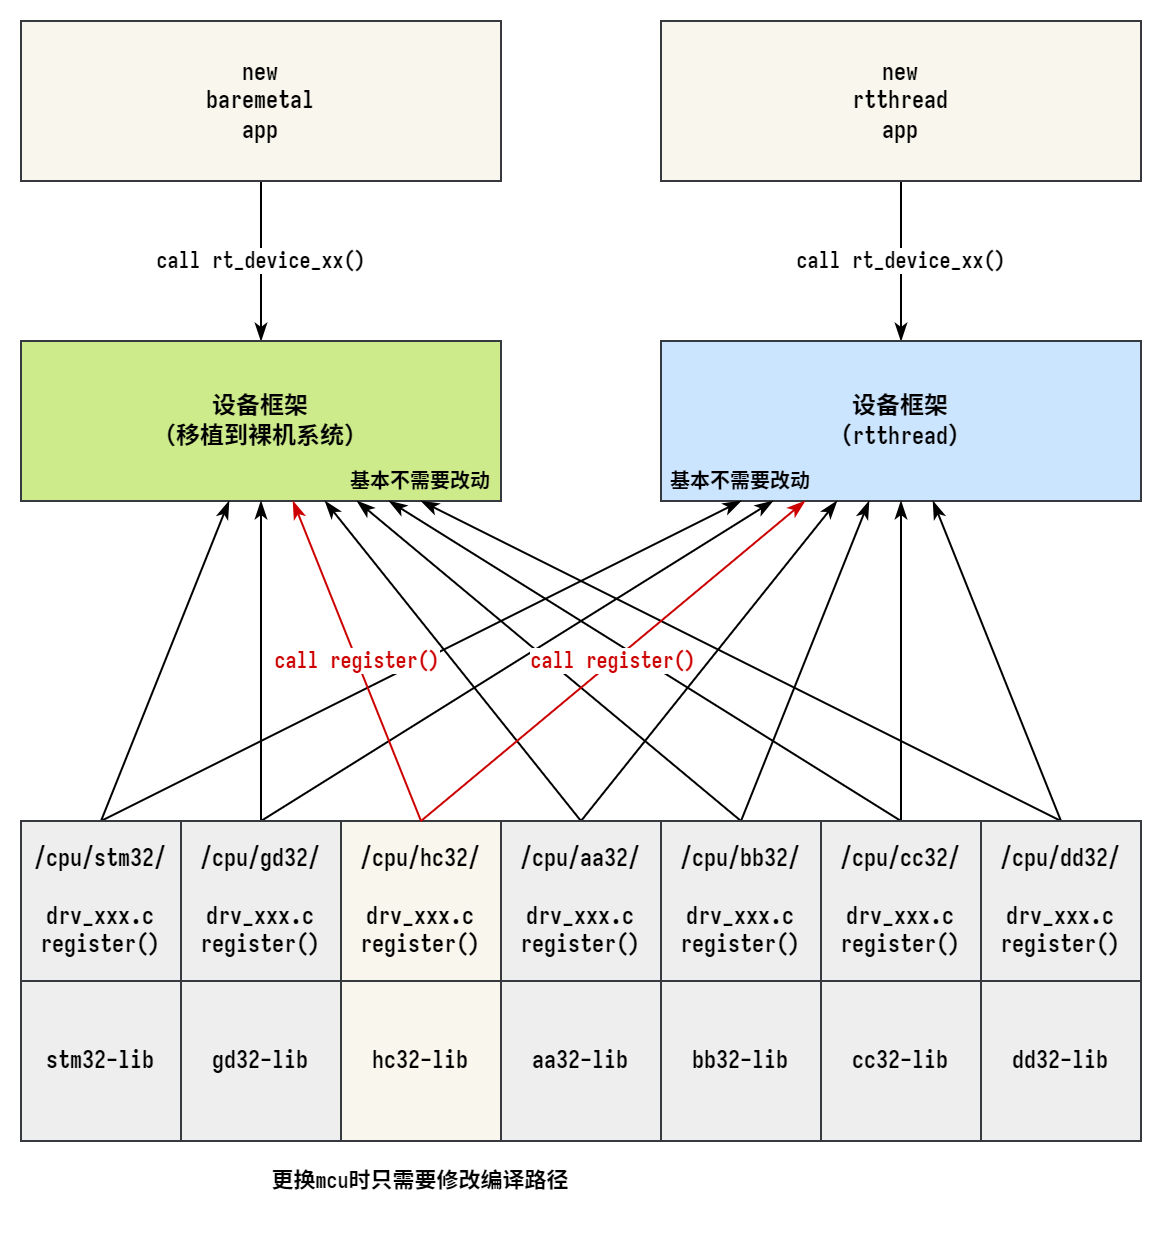 new
baremetal
app
new
rtthread
app
call rt_device_xx()
call rt_device_xx()
设备框架
（移植到裸机系统）
基本不需要改动
设备框架
（rtthread）
基本不需要改动
call register()
call register()
/cpu/stm32/
drv_xxx.c
register()
/cpu/gd32/
drv_xxx.c
register()
/cpu/hc32/
drv_xxx.c
register()
/cpu/aa32/
drv_xxx.c
register()
/cpu/bb32/
drv_xxx.c
register()
/cpu/cc32/
drv_xxx.c
register()
/cpu/dd32/
drv_xxx.c
register()
stm32-lib
gd32-lib
hc32-lib
aa32-lib
bb32-lib
cc32-lib
dd32-lib
更换mcu时只需要修改编译路径